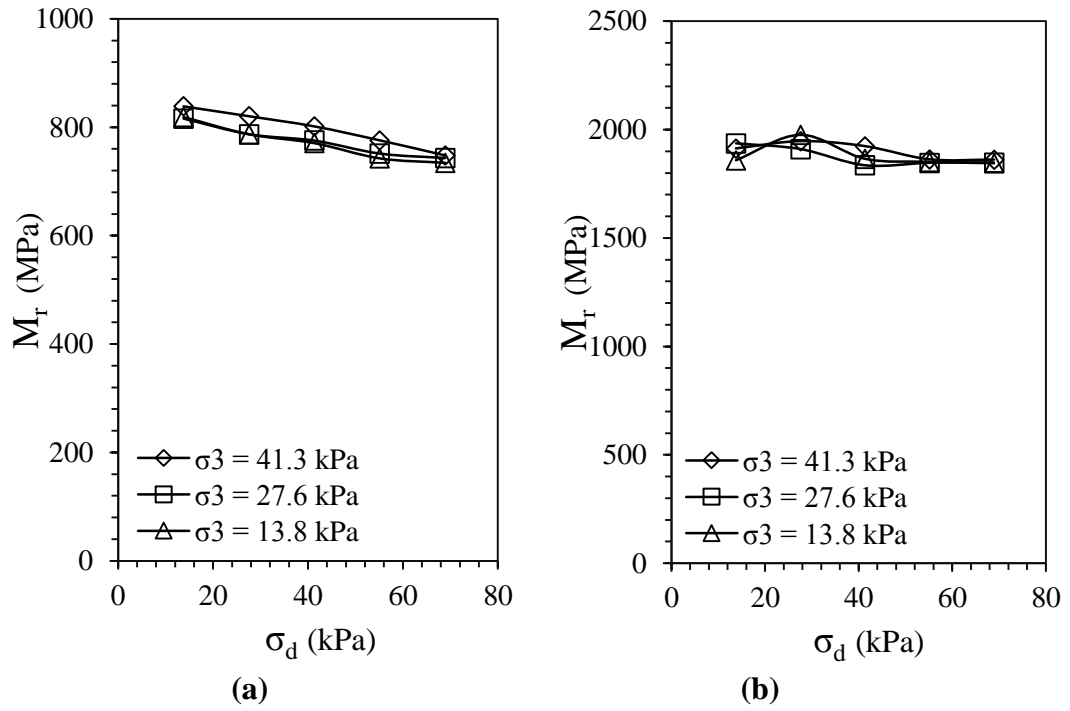 1000
800
600
400
200
0
M_r (MPa)
σ3 = 41.3 kPa
σ3 = 27.6 kPa
σ3 = 13.8 kPa
0 20 40 60 80
σ_d (kPa)
(a)
2500
2000
1500
1000
500
0
M_r (MPa)
σ3 = 41.3 kPa
σ3 = 27.6 kPa
σ3 = 13.8 kPa
0 20 40 60 80
σ_d (kPa)
(b)